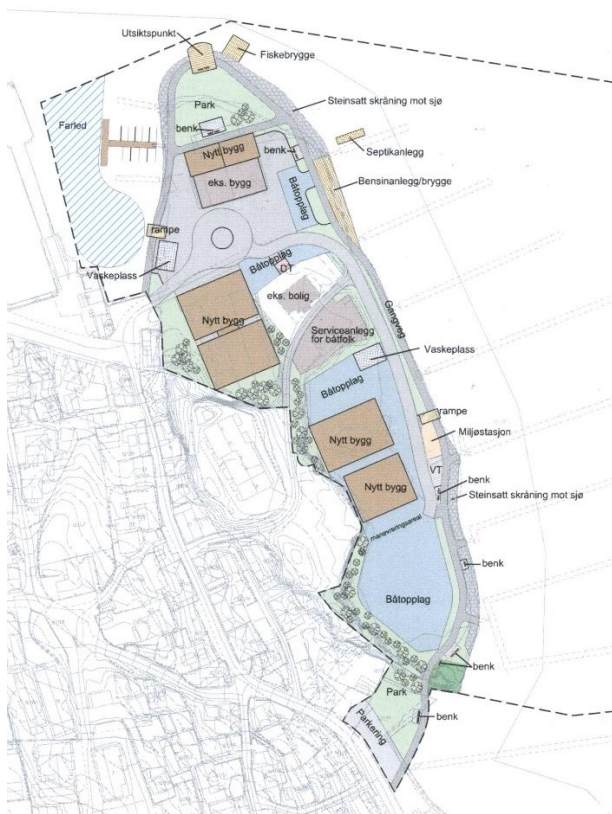 Utsiktspunkt
Fiskebrygge
Farled
Park
Steinsatt skråning mot sjø
benk
benk
Septikanlegg
Nytt bygg
eks. bygg
Bensinanlegg/brygge
Båtopplag
rampe
Båtopplag
DT
Vaskeplass
eks. bolig
Gangveg
Nytt bygg
Serviceanlegg
for båtfolk
Vaskeplass
Båtopplag
rampe
Nytt bygg
Miljøstasjon
VT
Nytt bygg
benk
Steinsatt skråning mot sjø
manøvreringsareal
benk
Båtopplag
benk
Park
Parkering
benk